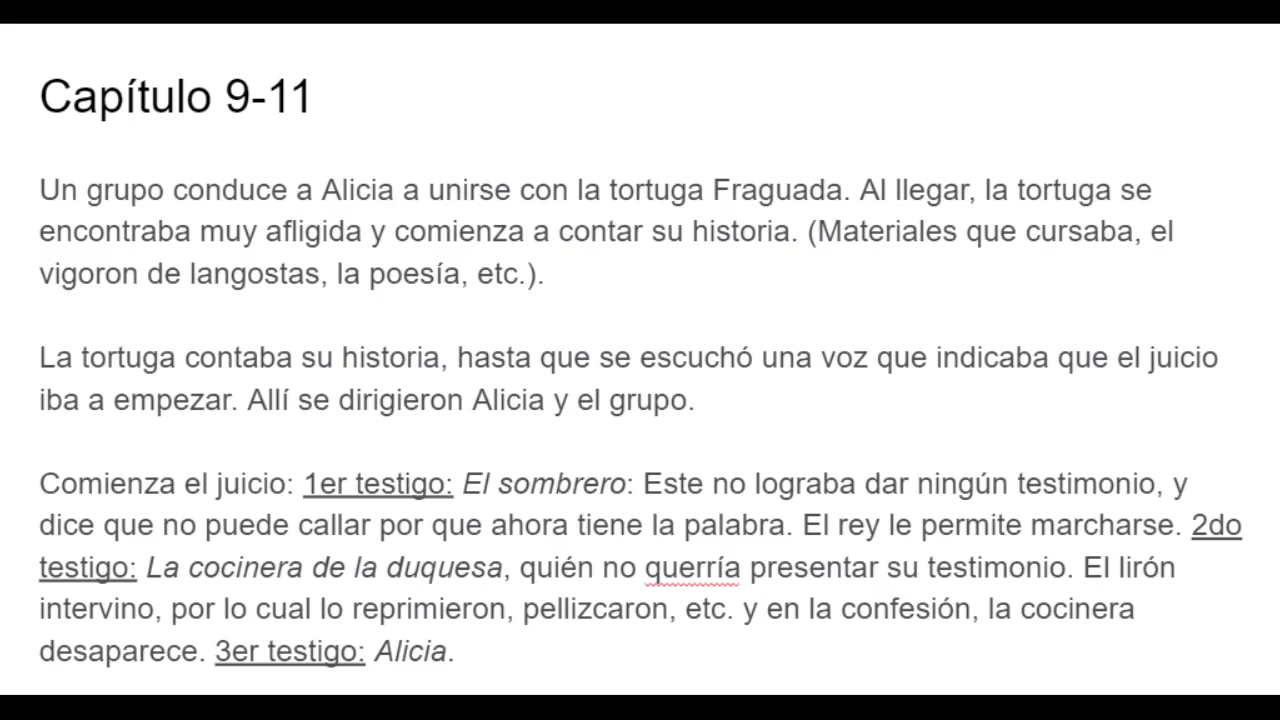 Capítulo 9-11
Un grupo conduce a Alicia a unirse con la tortuga Fraguada. Al llegar, la tortuga se
encontraba muy afligida y comienza a contar su historia. (Materiales que cursaba, el
vigoron de langostas, la poesía, etc.).
La tortuga contaba su historia, hasta que se escuchó una voz que indicaba que el juicio
iba a empezar. Allí se dirigieron Alicia y el grupo.
Comienza el juicio: 1er testigo: El sombrero: Este no lograba dar ningún testimonio, y
dice que no puede callar por que ahora tiene la palabra. El rey le permite marcharse. 2do
testigo: La cocinera de la duquesa, quién no querría presentar su testimonio. El lirón
intervino, por lo cual lo reprimieron, pellizcaron, etc. y en la confesión, la cocinera
desaparece. 3er testigo: Alicia.